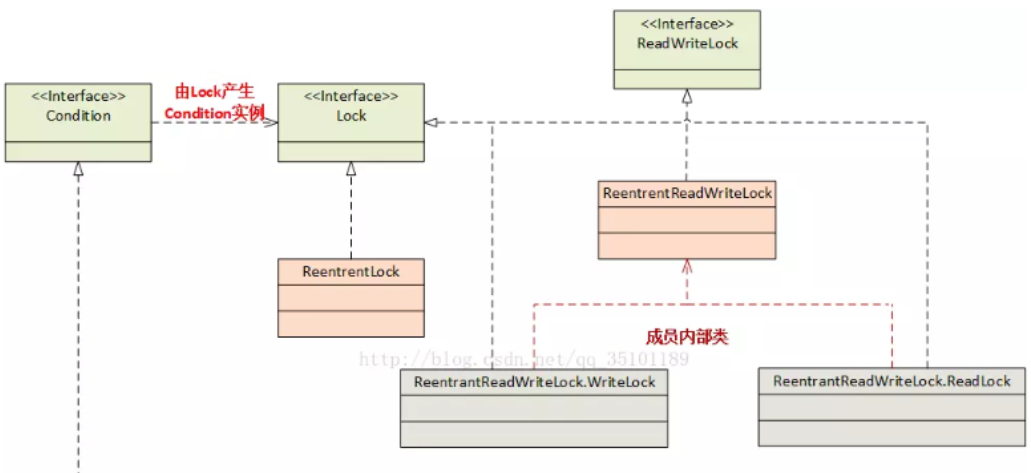 <<Interface>>
ReadWriteLock
<<Interface>>
Condition
由Lock产生
Condition实例
<<Interface>>
Lock
ReentrentReadWriteLock
ReentrentLock
成员内部类
http://blog.csdn.net/qq_35101189
ReentrantReadWriteLock.WriteLock
ReentrantReadWriteLock.ReadLock